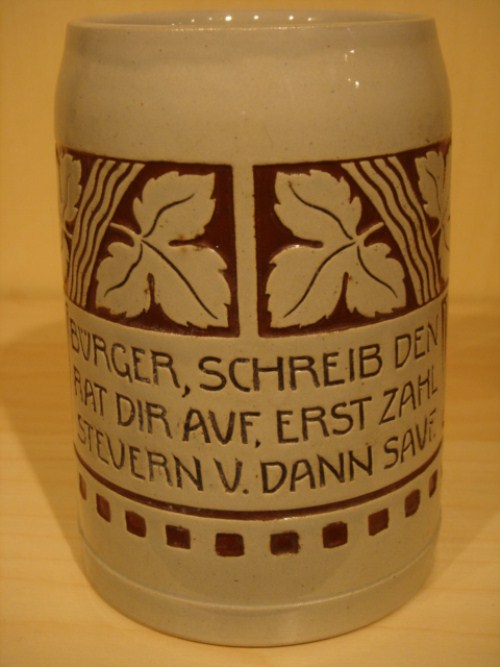 BÜRGER, SCHREIB DEN
RAT DIR AVF, ERST ZAHL
STEVERN V. DANN SAVF.